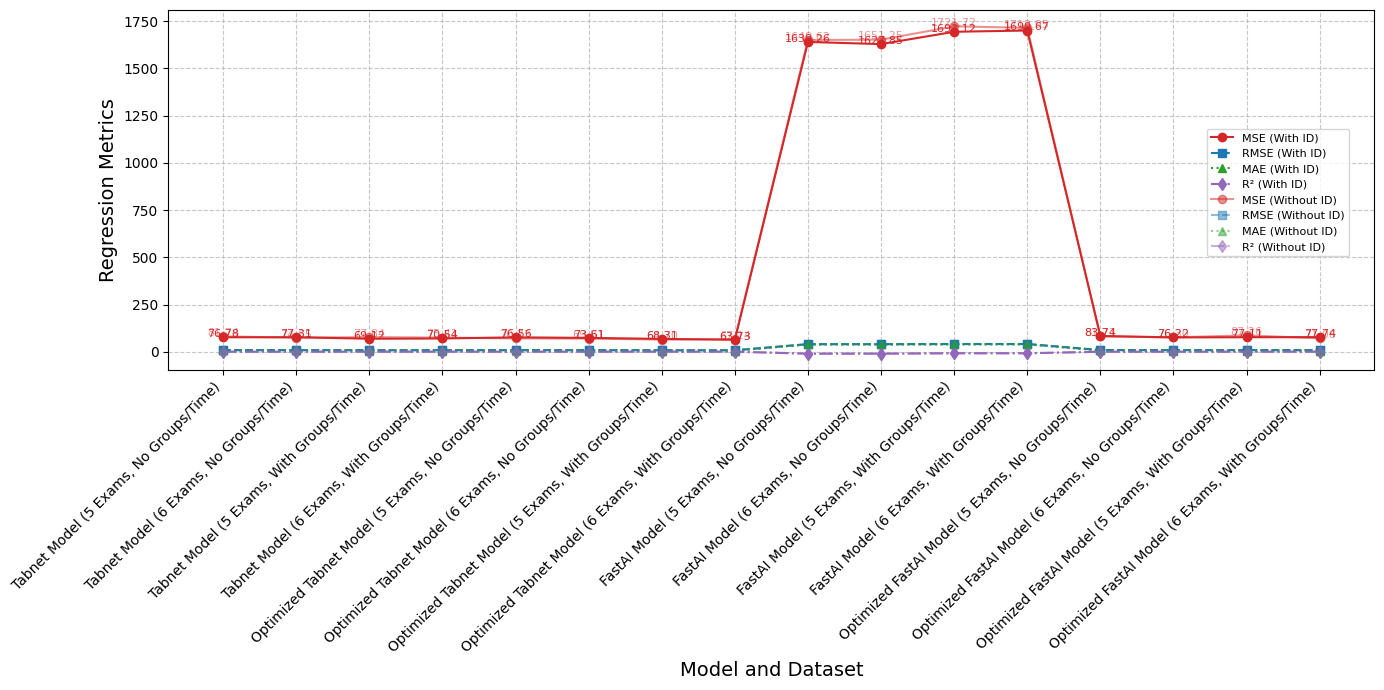 1750
1500
1250
1000
750
500
250
0
Regression Metrics
76.78
77.31
69.12
70.54
76.56
73.61
68.31
63.73
1639.26
1693.12
1699.67
83.74
76.22
77.11
77.74
MSE (With ID)
RMSE (With ID)
MAE (With ID)
R² (With ID)
MSE (Without ID)
RMSE (Without ID)
MAE (Without ID)
R² (Without ID)
Tabnet Model (5 Exams, No Groups/Time)
Tabnet Model (6 Exams, No Groups/Time)
Tabnet Model (5 Exams, With Groups/Time)
Tabnet Model (6 Exams, With Groups/Time)
Optimized Tabnet Model (5 Exams, No Groups/Time)
Optimized Tabnet Model (6 Exams, No Groups/Time)
Optimized Tabnet Model (5 Exams, With Groups/Time)
Optimized Tabnet Model (6 Exams, With Groups/Time)
FastAI Model (5 Exams, No Groups/Time)
FastAI Model (6 Exams, No Groups/Time)
FastAI Model (5 Exams, With Groups/Time)
FastAI Model (6 Exams, With Groups/Time)
Optimized FastAI Model (5 Exams, No Groups/Time)
Optimized FastAI Model (6 Exams, No Groups/Time)
Optimized FastAI Model (5 Exams, With Groups/Time)
Optimized FastAI Model (6 Exams, With Groups/Time)
Model and Dataset